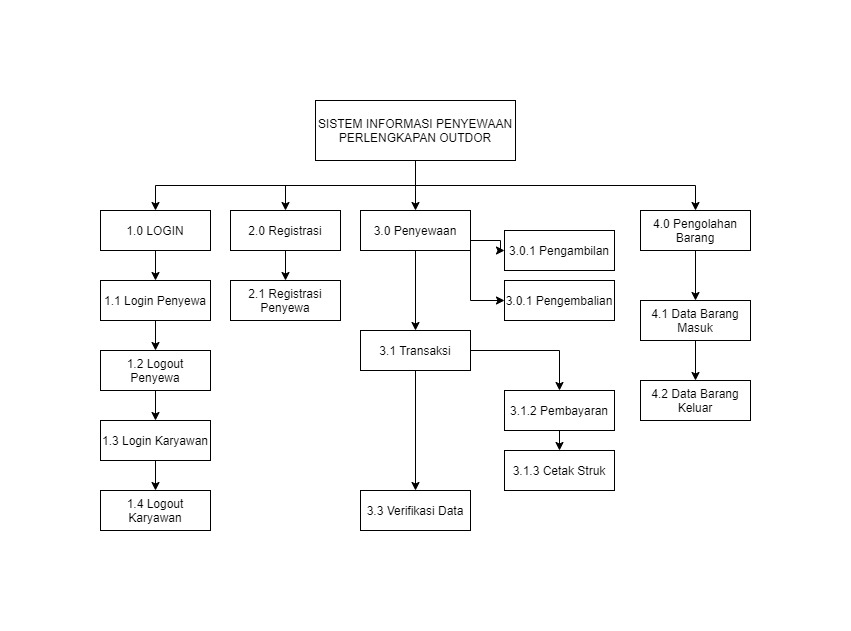 SISTEM INFORMASI PENYEWAAN
PERLENGKAPAN OUTDOR
1.0 LOGIN
1.1 Login Penyewa
1.2 Logout
Penyewa
1.3 Login Karyawan
1.4 Logout
Karyawan
2.0 Registrasi
2.1 Registrasi
Penyewa
3.0 Penyewaan
3.0.1 Pengambilan
3.0.1 Pengembalian
3.1 Transaksi
3.1.2 Pembayaran
3.1.3 Cetak Struk
3.3 Verifikasi Data
4.0 Pengolahan
Barang
4.1 Data Barang
Masuk
4.2 Data Barang
Keluar